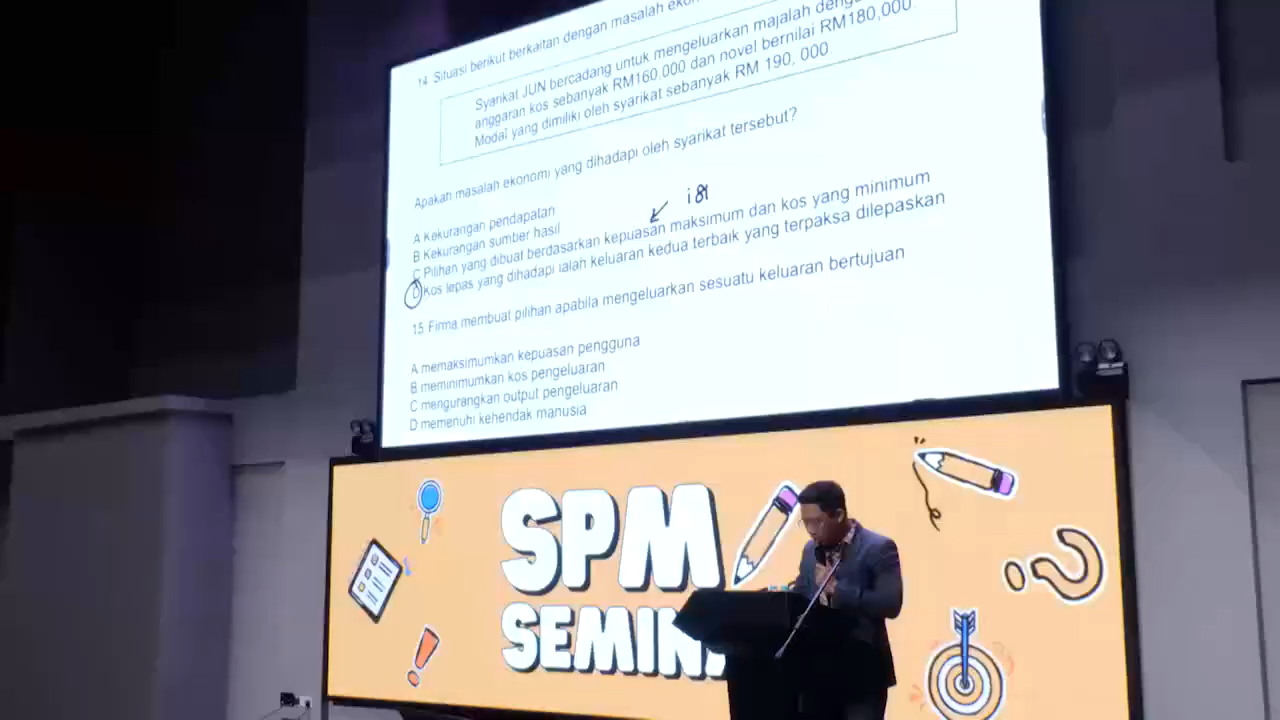 14 Situasi berikut berkaitan dengan masalah
Syarikat JUN bercadang untuk mengeluarkan majalah
anggaran kos sebanyak RM160,000 dan novel bernilai RM180,000.
Modal yang dimiliki oleh syarikat sebanyak RM 190, 000
Apakah masalah ekonomi yang dihadapi oleh syarikat tersebut?
A Kekurangan pendapatan
B Kekurangan sumber hasil
C Pilihan yang dibuat berdasarkan kepuasan maksimum dan kos yang minimum
D Kos lepas yang dihadapi ialah keluaran kedua terbaik yang terpaksa dilepaskan
15 Firma membuat pilihan apabila mengeluarkan sesuatu keluaran bertujuan
A memaksimumkan kepuasan pengguna
B meminimumkan kos pengeluaran
C mengurangkan output pengeluaran
D memenuhi kehendak manusia
SPM